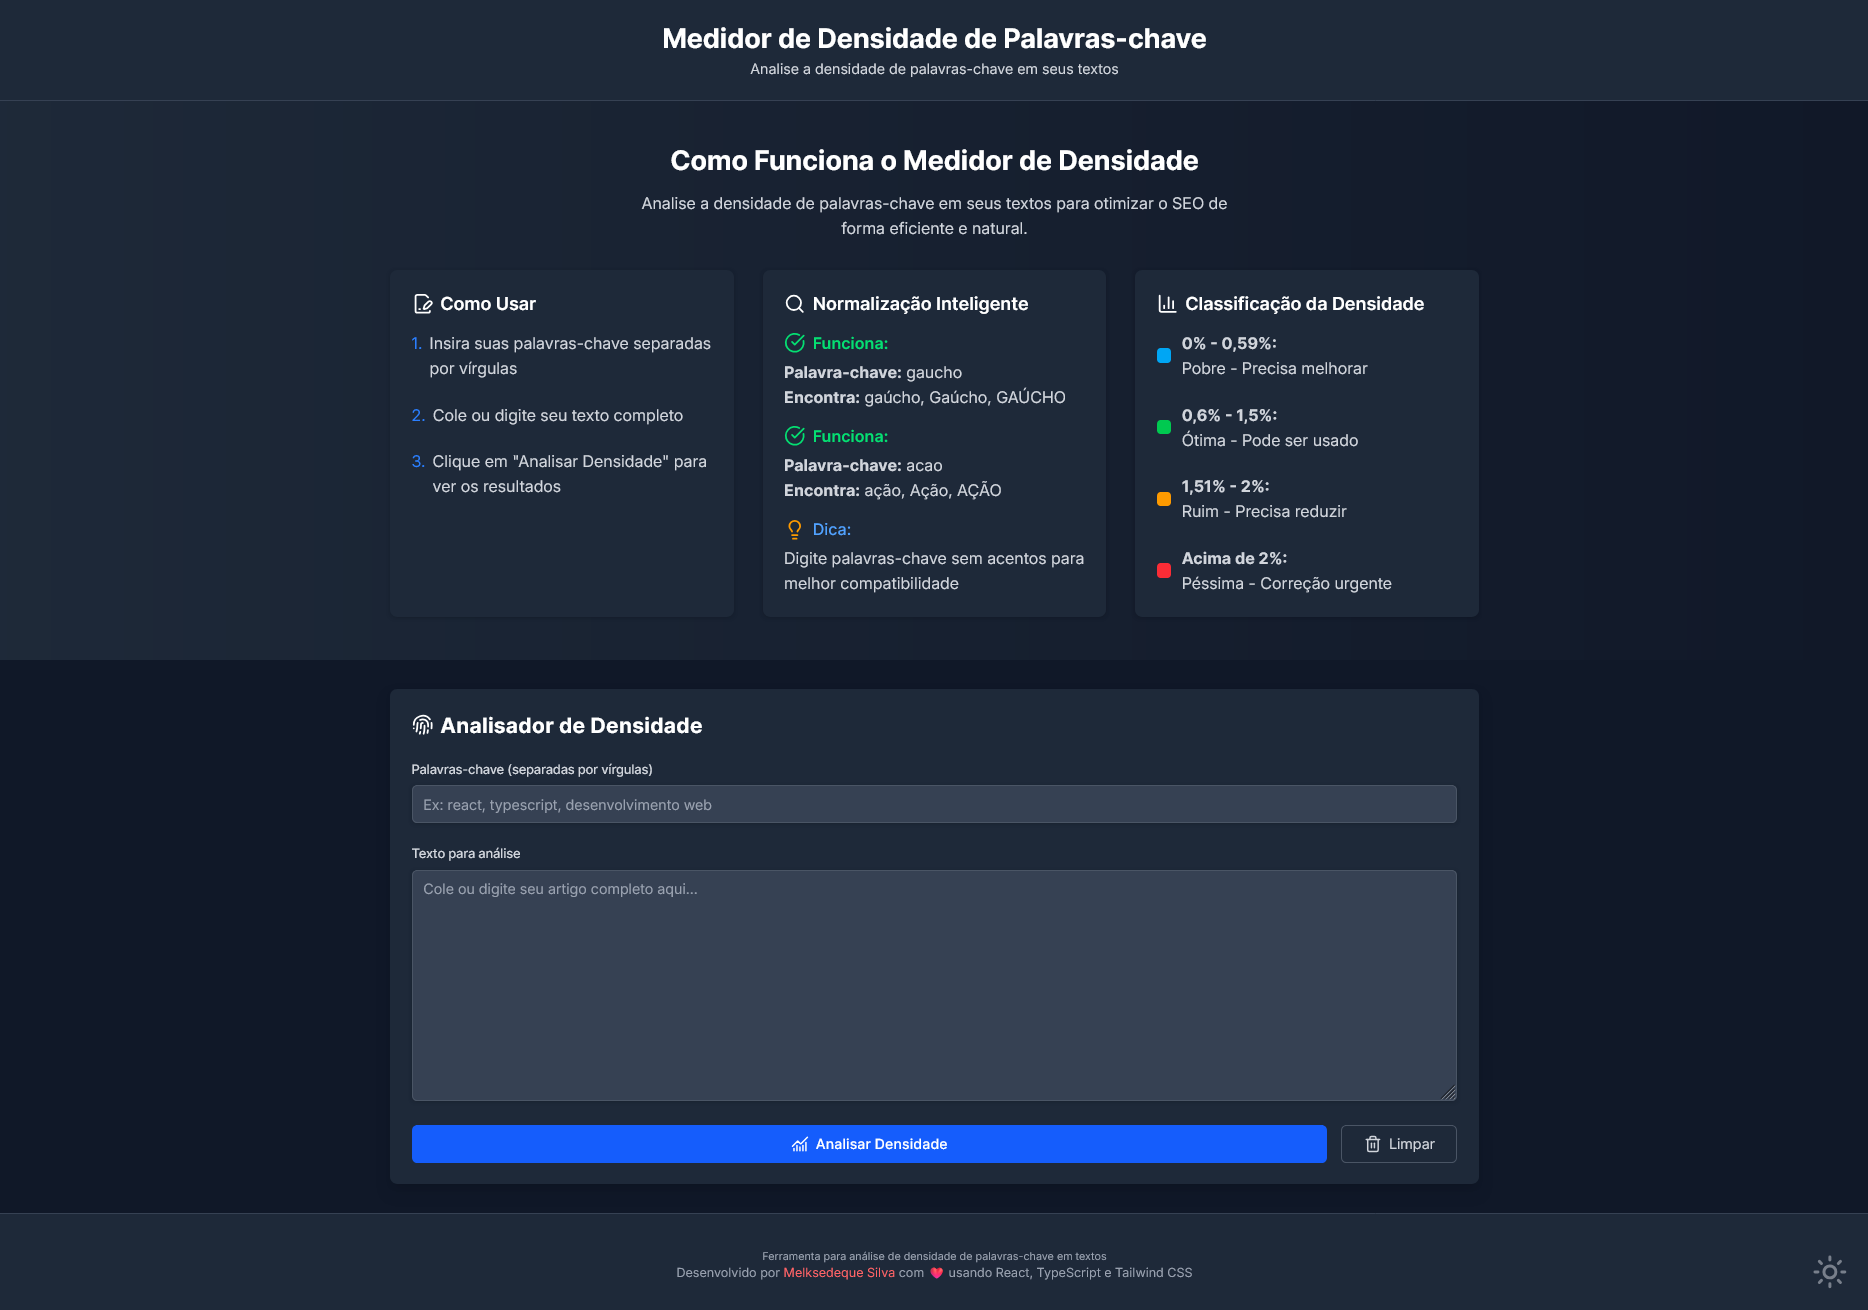 Medidor de Densidade de Palavras-chave
Analise a densidade de palavras-chave em seus textos
Como Funciona o Medidor de Densidade
Analise a densidade de palavras-chave em seus textos para otimizar o SEO de
forma eficiente e natural.
Como Usar
1. Insira suas palavras-chave separadas
por vírgulas
2. Cole ou digite seu texto completo
3. Clique em "Analisar Densidade" para
ver os resultados
Normalização Inteligente
Funciona:
Palavra-chave: gaucho
Encontra: gaúcho, Gaúcho, GAÚCHO
Funciona:
Palavra-chave: acao
Encontra: ação, Ação, AÇÃO
Dica:
Digite palavras-chave sem acentos para
melhor compatibilidade
Classificação da Densidade
0% - 0,59%:
Pobre - Precisa melhorar
0,6% - 1,5%:
Ótima - Pode ser usado
1,51% - 2%:
Ruim - Precisa reduzir
Acima de 2%:
Péssima - Correção urgente
Analisador de Densidade
Palavras-chave (separadas por vírgulas)
Ex: react, typescript, desenvolvimento web
Texto para análise
Cole ou digite seu artigo completo aqui...
Analisar Densidade
Limpar
Ferramenta para análise de densidade de palavras-chave em textos
Desenvolvido por Melksedeque Silva com ❤️ usando React, TypeScript e Tailwind CSS